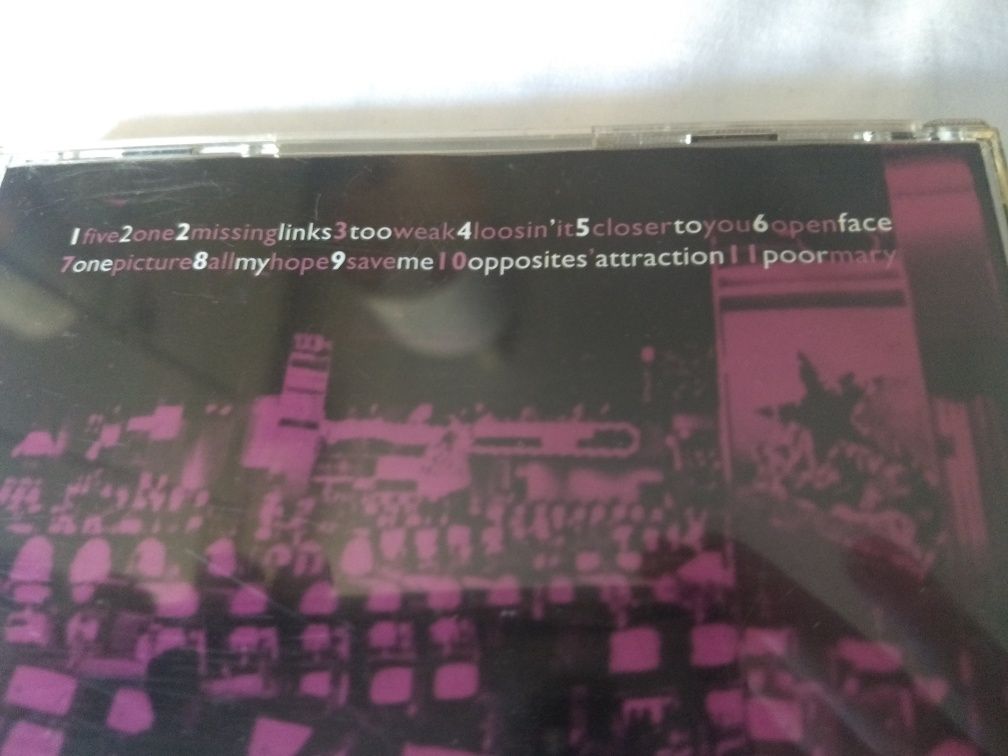 1five2one2missinglinks3tooweak4loosin'it5closertoyou6openface
7onepicture8allmyhope9saveme10opposites'attraction11poormary